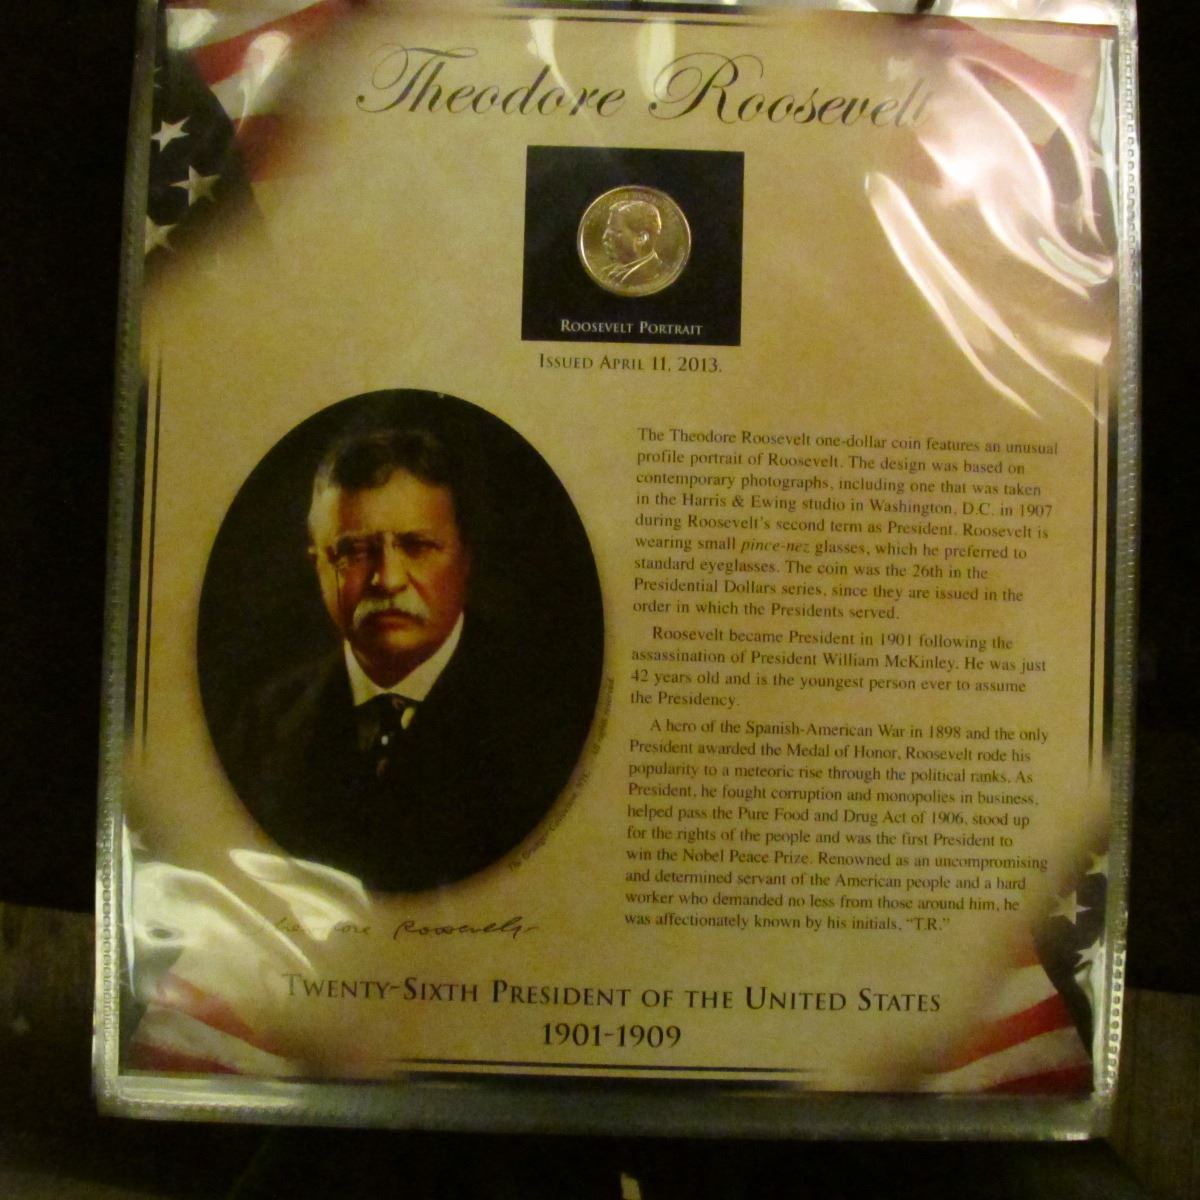 Theodore Roosevelt
ROOSEVELT PORTRAIT
ISSUED APRIL 11, 2013.
The Theodore Roosevelt one-dollar coin features an unusual
profile portrait of Roosevelt. The design was based on
contemporary photographs, including one that was taken
in the Harris & Ewing studio in Washington, D.C. in 1907
during Roosevelt's second term as President. Roosevelt is
wearing small pince-nez glasses, which he preferred to
standard eyeglasses. The coin was the 26th in the
Presidential Dollars series, since they are issued in the
order in which the Presidents served.
Roosevelt became President in 1901 following the
assassination of President William McKinley. He was just
42 years old and is the youngest person ever to assume
the Presidency.
A hero of the Spanish-American War in 1898 and the only
President awarded the Medal of Honor, Roosevelt rode his
popularity to a meteoric rise through the political ranks. As
President, he fought corruption and monopolies in business,
helped pass the Pure Food and Drug Act of 1906, stood up
for the rights of the people and was the first President to
win the Nobel Peace Prize. Renowned as an uncompromising
and determined servant of the American people and a hard
worker who demanded no less from those around him, he
was affectionately known by his initials, "T.R."
The Granger Collection, NYC. All rights reserved.
Theodore Roosevelt
TWENTY-SIXTH PRESIDENT OF THE UNITED STATES
1901-1909